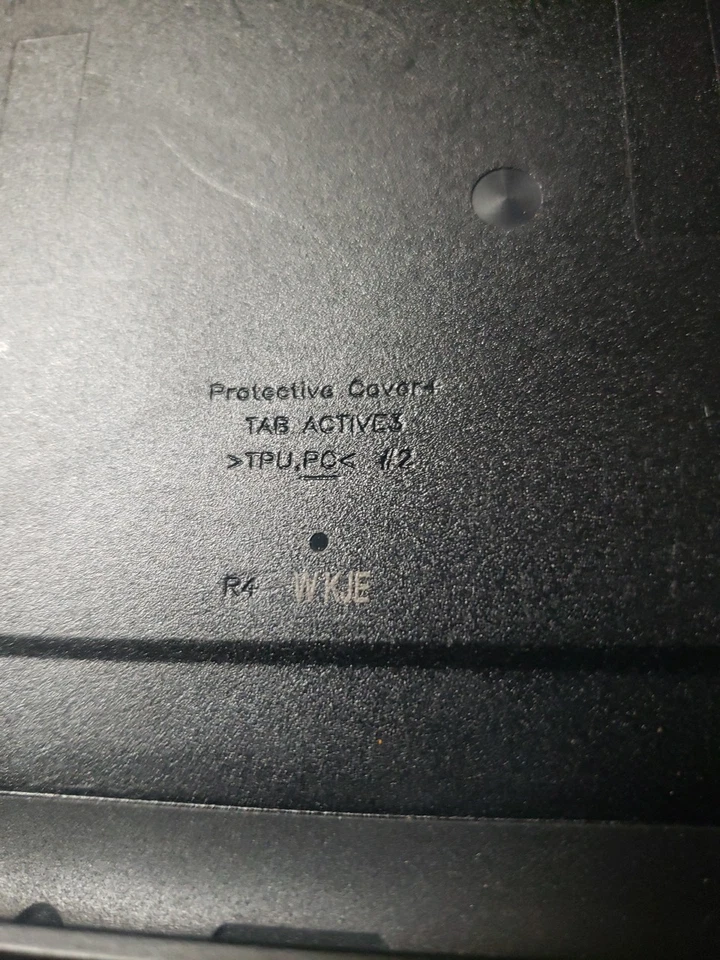 Protective Cover4
TAB ACTIVE3
>TPU,PC< 1/2
R4 WKJE